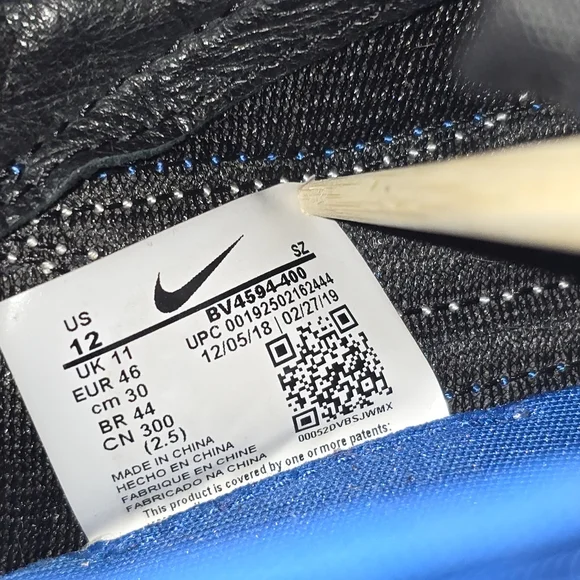 US
12
SZ
UK 11
EUR 46
cm 30
BR 44
CN 300
(2.5)
BV4594-400
UPC 00192502162444
12/05/18 | 02/27/19
00052DVBSJWMX
MADE IN CHINA
HECHO EN CHINA
FABRIQUE EN CHINE
FABRICADO NA CHINA
This product is covered by one or more patents: